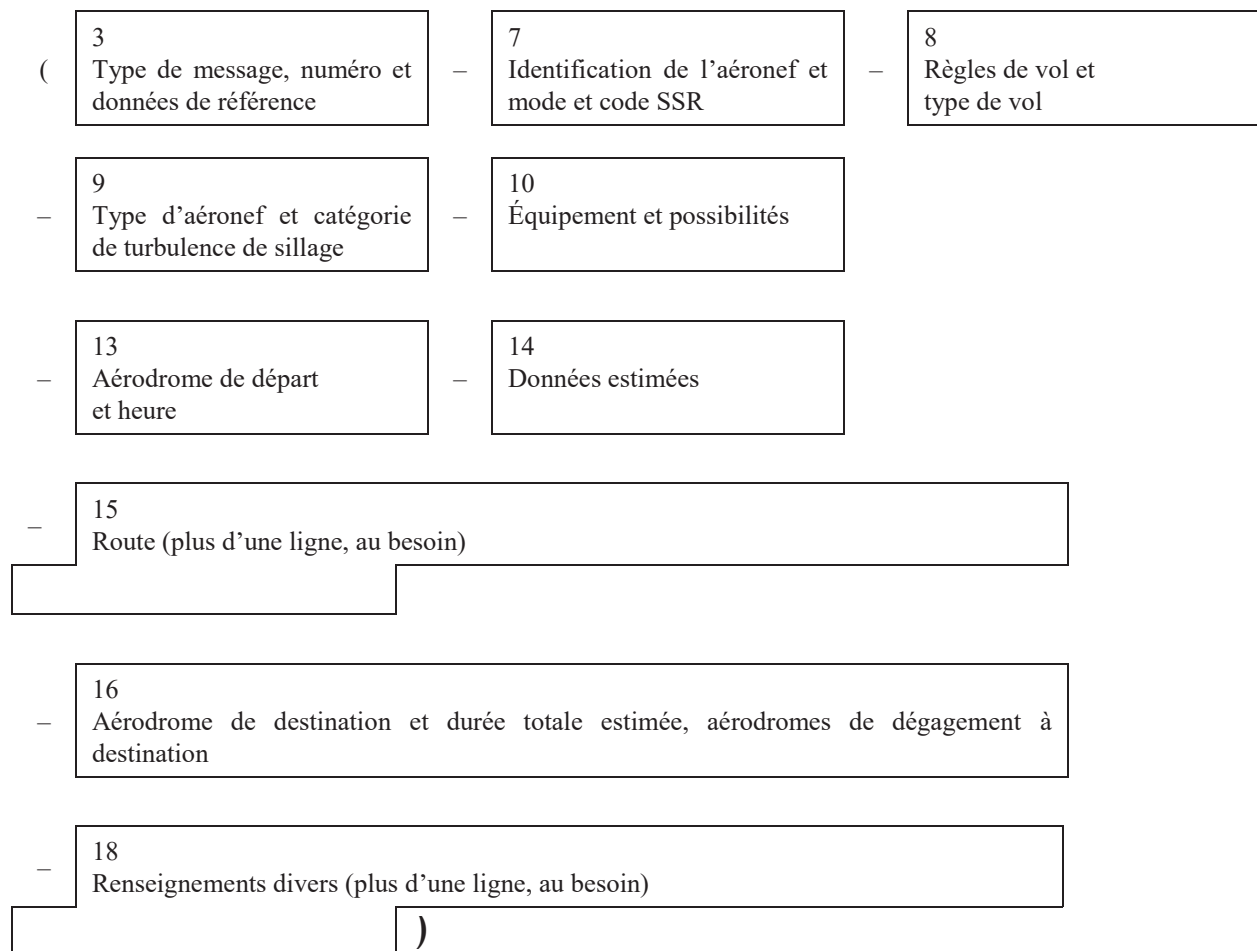 ( 3 – 7 – 8
Type de message, numéro et
données de référence
Identification de l’aéronef et
mode et code SSR
Règles de vol et
type de vol
– 9
Type d’aéronef et catégorie
de turbulence de sillage
– 10
Équipement et possibilités
– 13
Aérodrome de départ
et heure
– 14
Données estimées
– 15
Route (plus d’une ligne, au besoin)
– 16
Aérodrome de destination et durée totale estimée, aérodromes de dégagement à
destination
– 18
Renseignements divers (plus d’une ligne, au besoin)
)